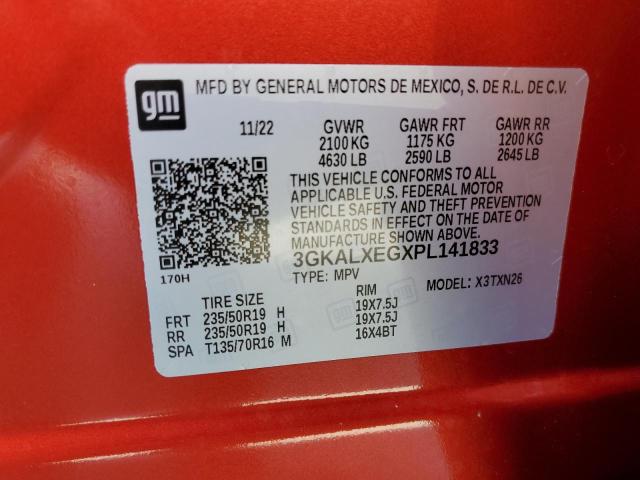 gm
MFD BY GENERAL MOTORS DE MEXICO, S. DE R.L. DE C.V.
11/22 GVWR GAWR FRT GAWR RR
2100 KG 1175 KG 1200 KG
4630 LB 2590 LB 2645 LB
THIS VEHICLE CONFORMS TO ALL
APPLICABLE U.S. FEDERAL MOTOR
VEHICLE SAFETY AND THEFT PREVENTION
STANDARDS IN EFFECT ON THE DATE OF
MANUFACTURE SHOWN ABOVE.
3GKALXEGXPL141833
170H TYPE: MPV MODEL: X3TXN26
TIRE SIZE RIM
FRT 235/50R19 H 19X7.5J
RR 235/50R19 H 19X7.5J
SPA T135/70R16 M 16X4BT